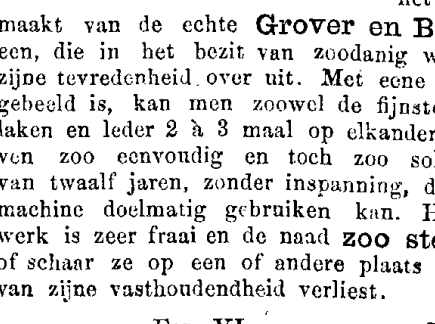 het
maakt van de echte Grover en B
een, die in het bezit van zoodanig w
zijne tevredenheid over uit. Met eene
gebeeld is, kan men zoowel de fijnst
laken en leder 2 à 3 maal op elkander
ven zoo eenvoudig en toch zoo sol
van twaalf jaren, zonder inspanning, d
machine doelmatig gebruiken kan. H
werk is zeer fraai en de naad zoo ste
of schaar ze op een of andere plaats
van zijne vasthoudendheid verliest.